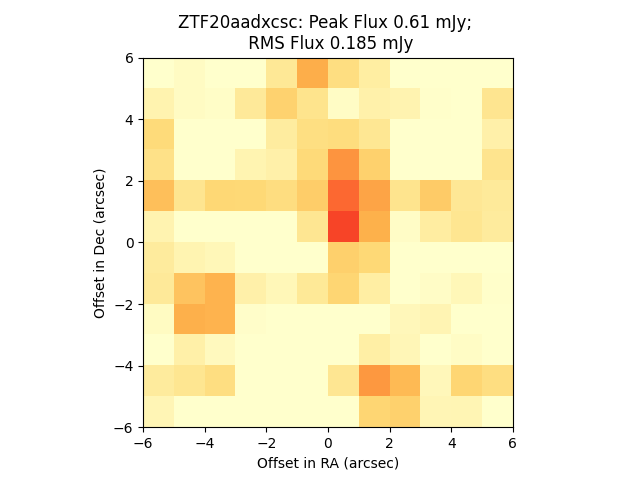 ZTF20aadxcsc: Peak Flux 0.61 mJy;
RMS Flux 0.185 mJy
6
4
2
0
−2
−4
−6
Offset in Dec (arcsec)
−6 −4 −2 0 2 4 6
Offset in RA (arcsec)